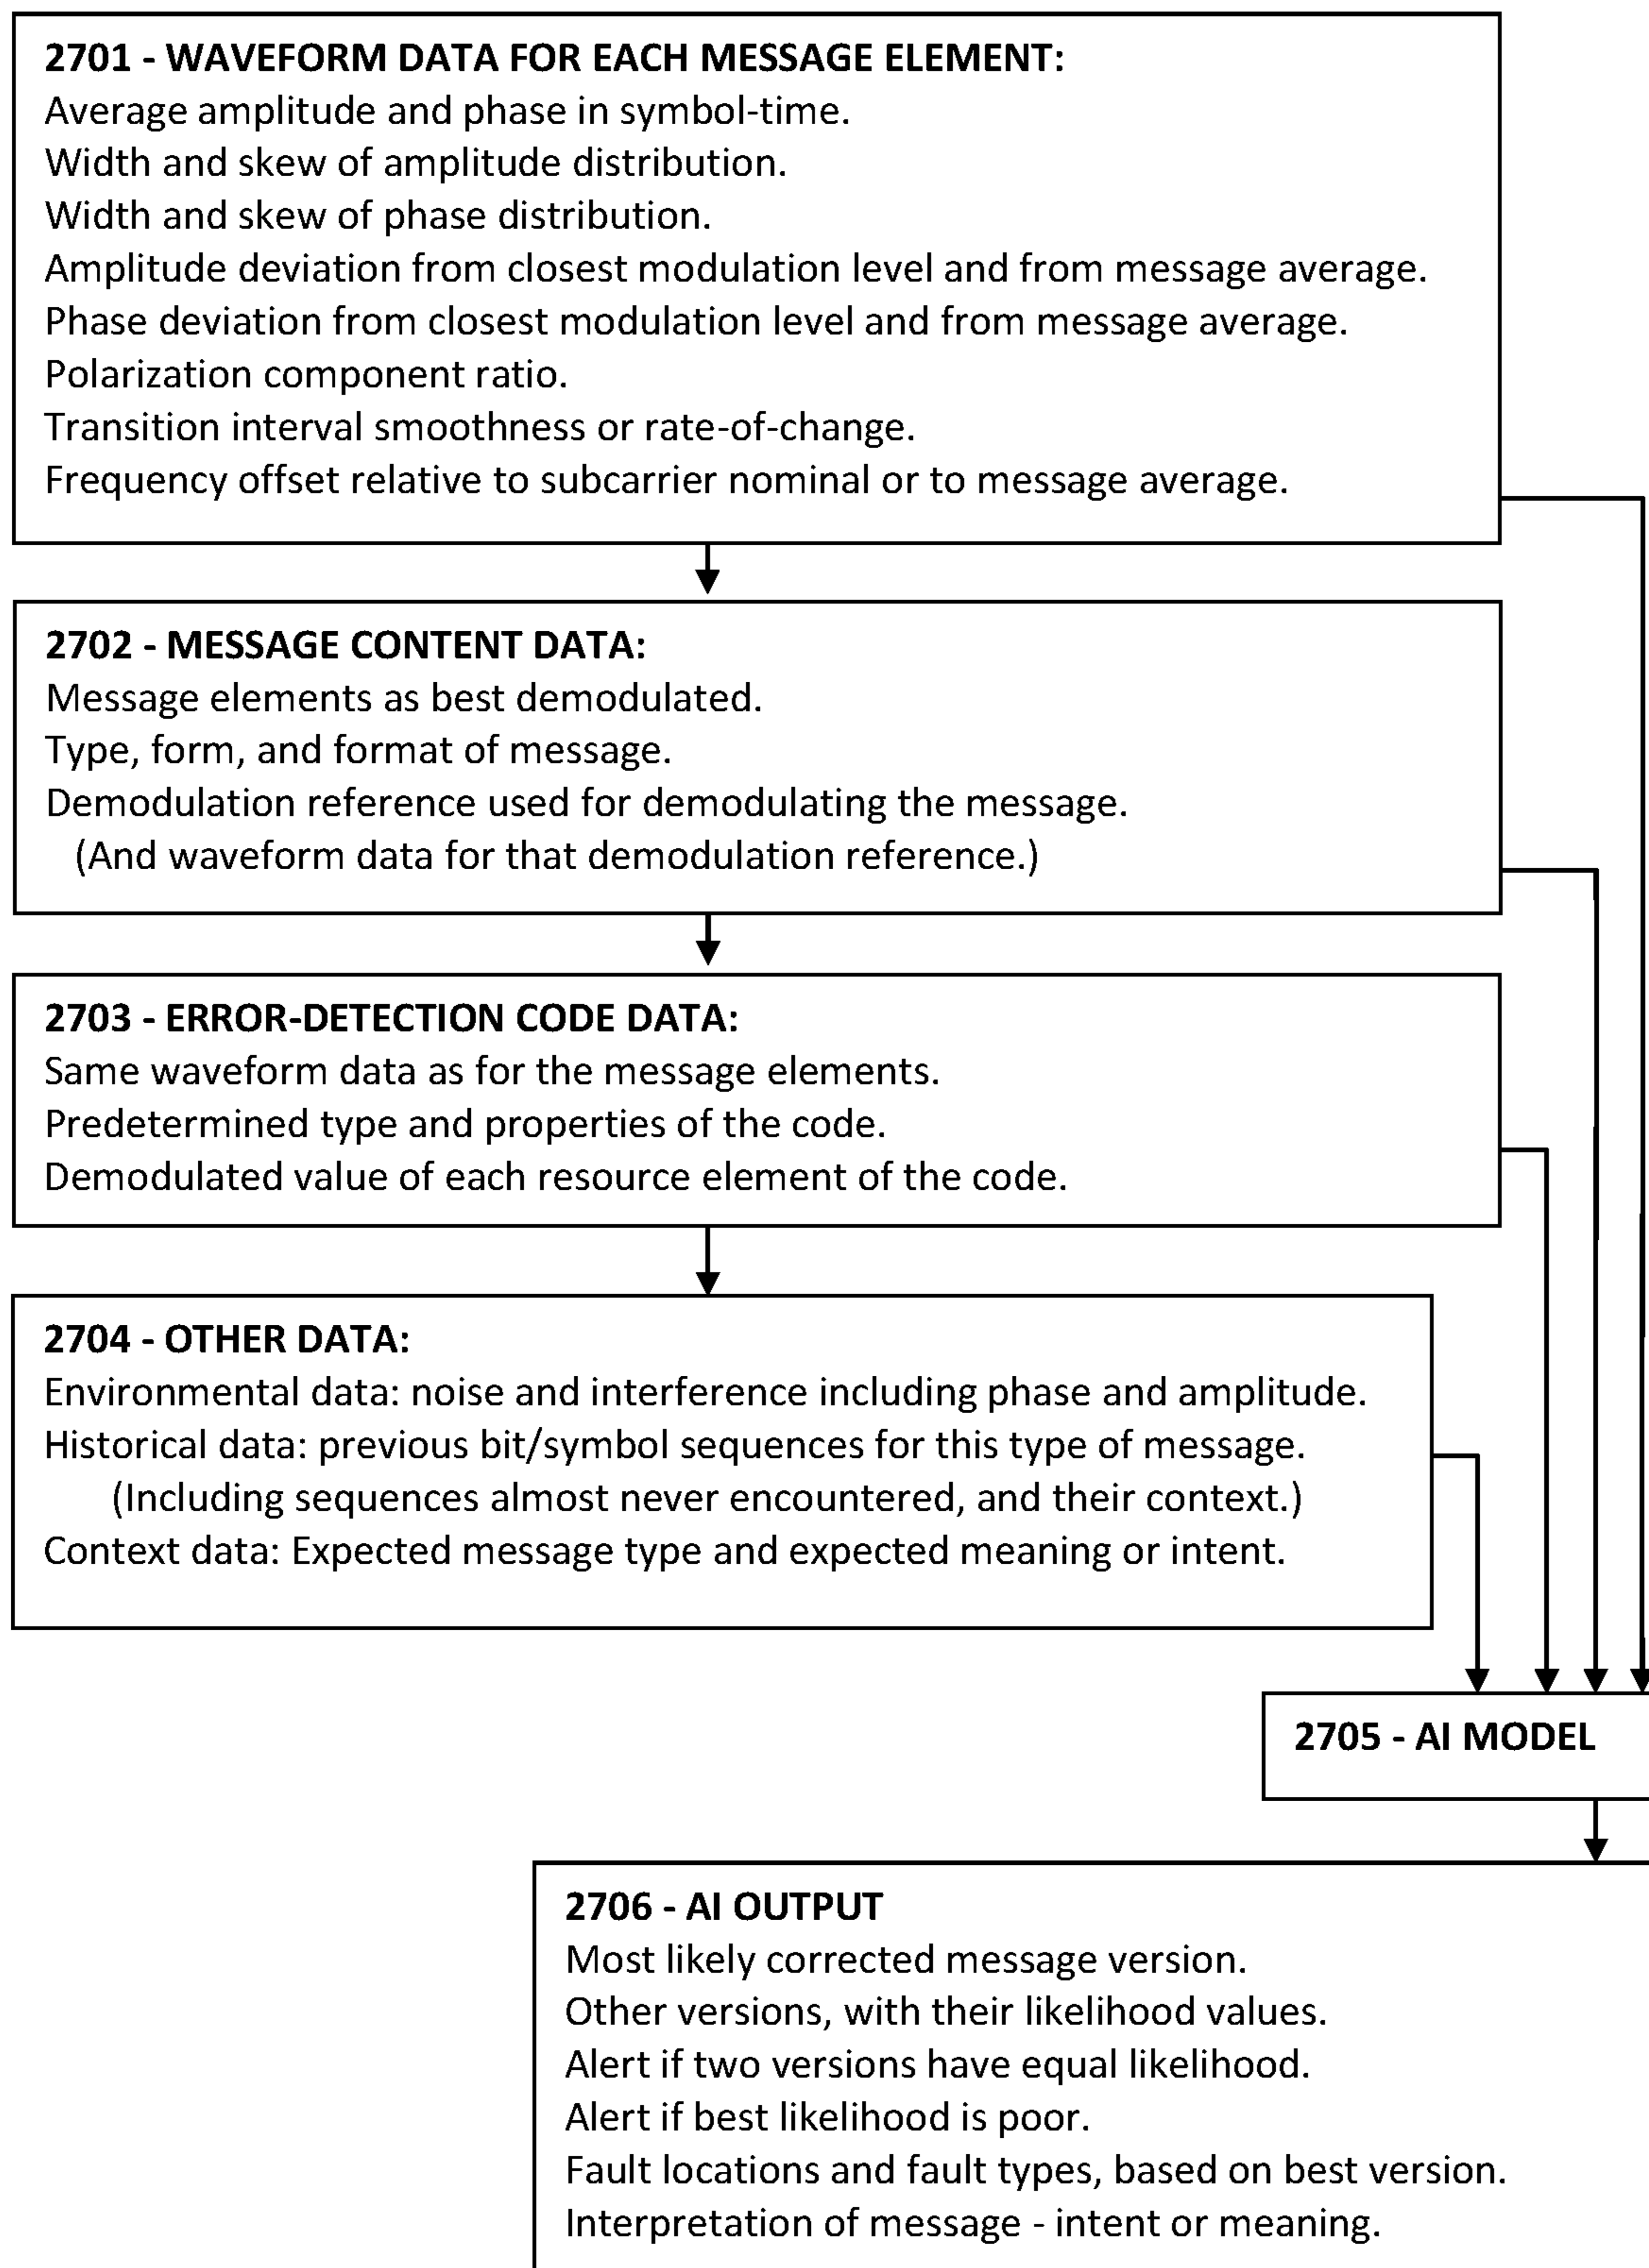 2701 - WAVEFORM DATA FOR EACH MESSAGE ELEMENT:
Average amplitude and phase in symbol-time.
Width and skew of amplitude distribution.
Width and skew of phase distribution.
Amplitude deviation from closest modulation level and from message average.
Phase deviation from closest modulation level and from message average.
Polarization component ratio.
Transition interval smoothness or rate-of-change.
Frequency offset relative to subcarrier nominal or to message average.
2702 - MESSAGE CONTENT DATA:
Message elements as best demodulated.
Type, form, and format of message.
Demodulation reference used for demodulating the message.
(And waveform data for that demodulation reference.)
2703 - ERROR-DETECTION CODE DATA:
Same waveform data as for the message elements.
Predetermined type and properties of the code.
Demodulated value of each resource element of the code.
2704 - OTHER DATA:
Environmental data: noise and interference including phase and amplitude.
Historical data: previous bit/symbol sequences for this type of message.
(Including sequences almost never encountered, and their context.)
Context data: Expected message type and expected meaning or intent.
2705 - AI MODEL
2706 - AI OUTPUT
Most likely corrected message version.
Other versions, with their likelihood values.
Alert if two versions have equal likelihood.
Alert if best likelihood is poor.
Fault locations and fault types, based on best version.
Interpretation of message - intent or meaning.